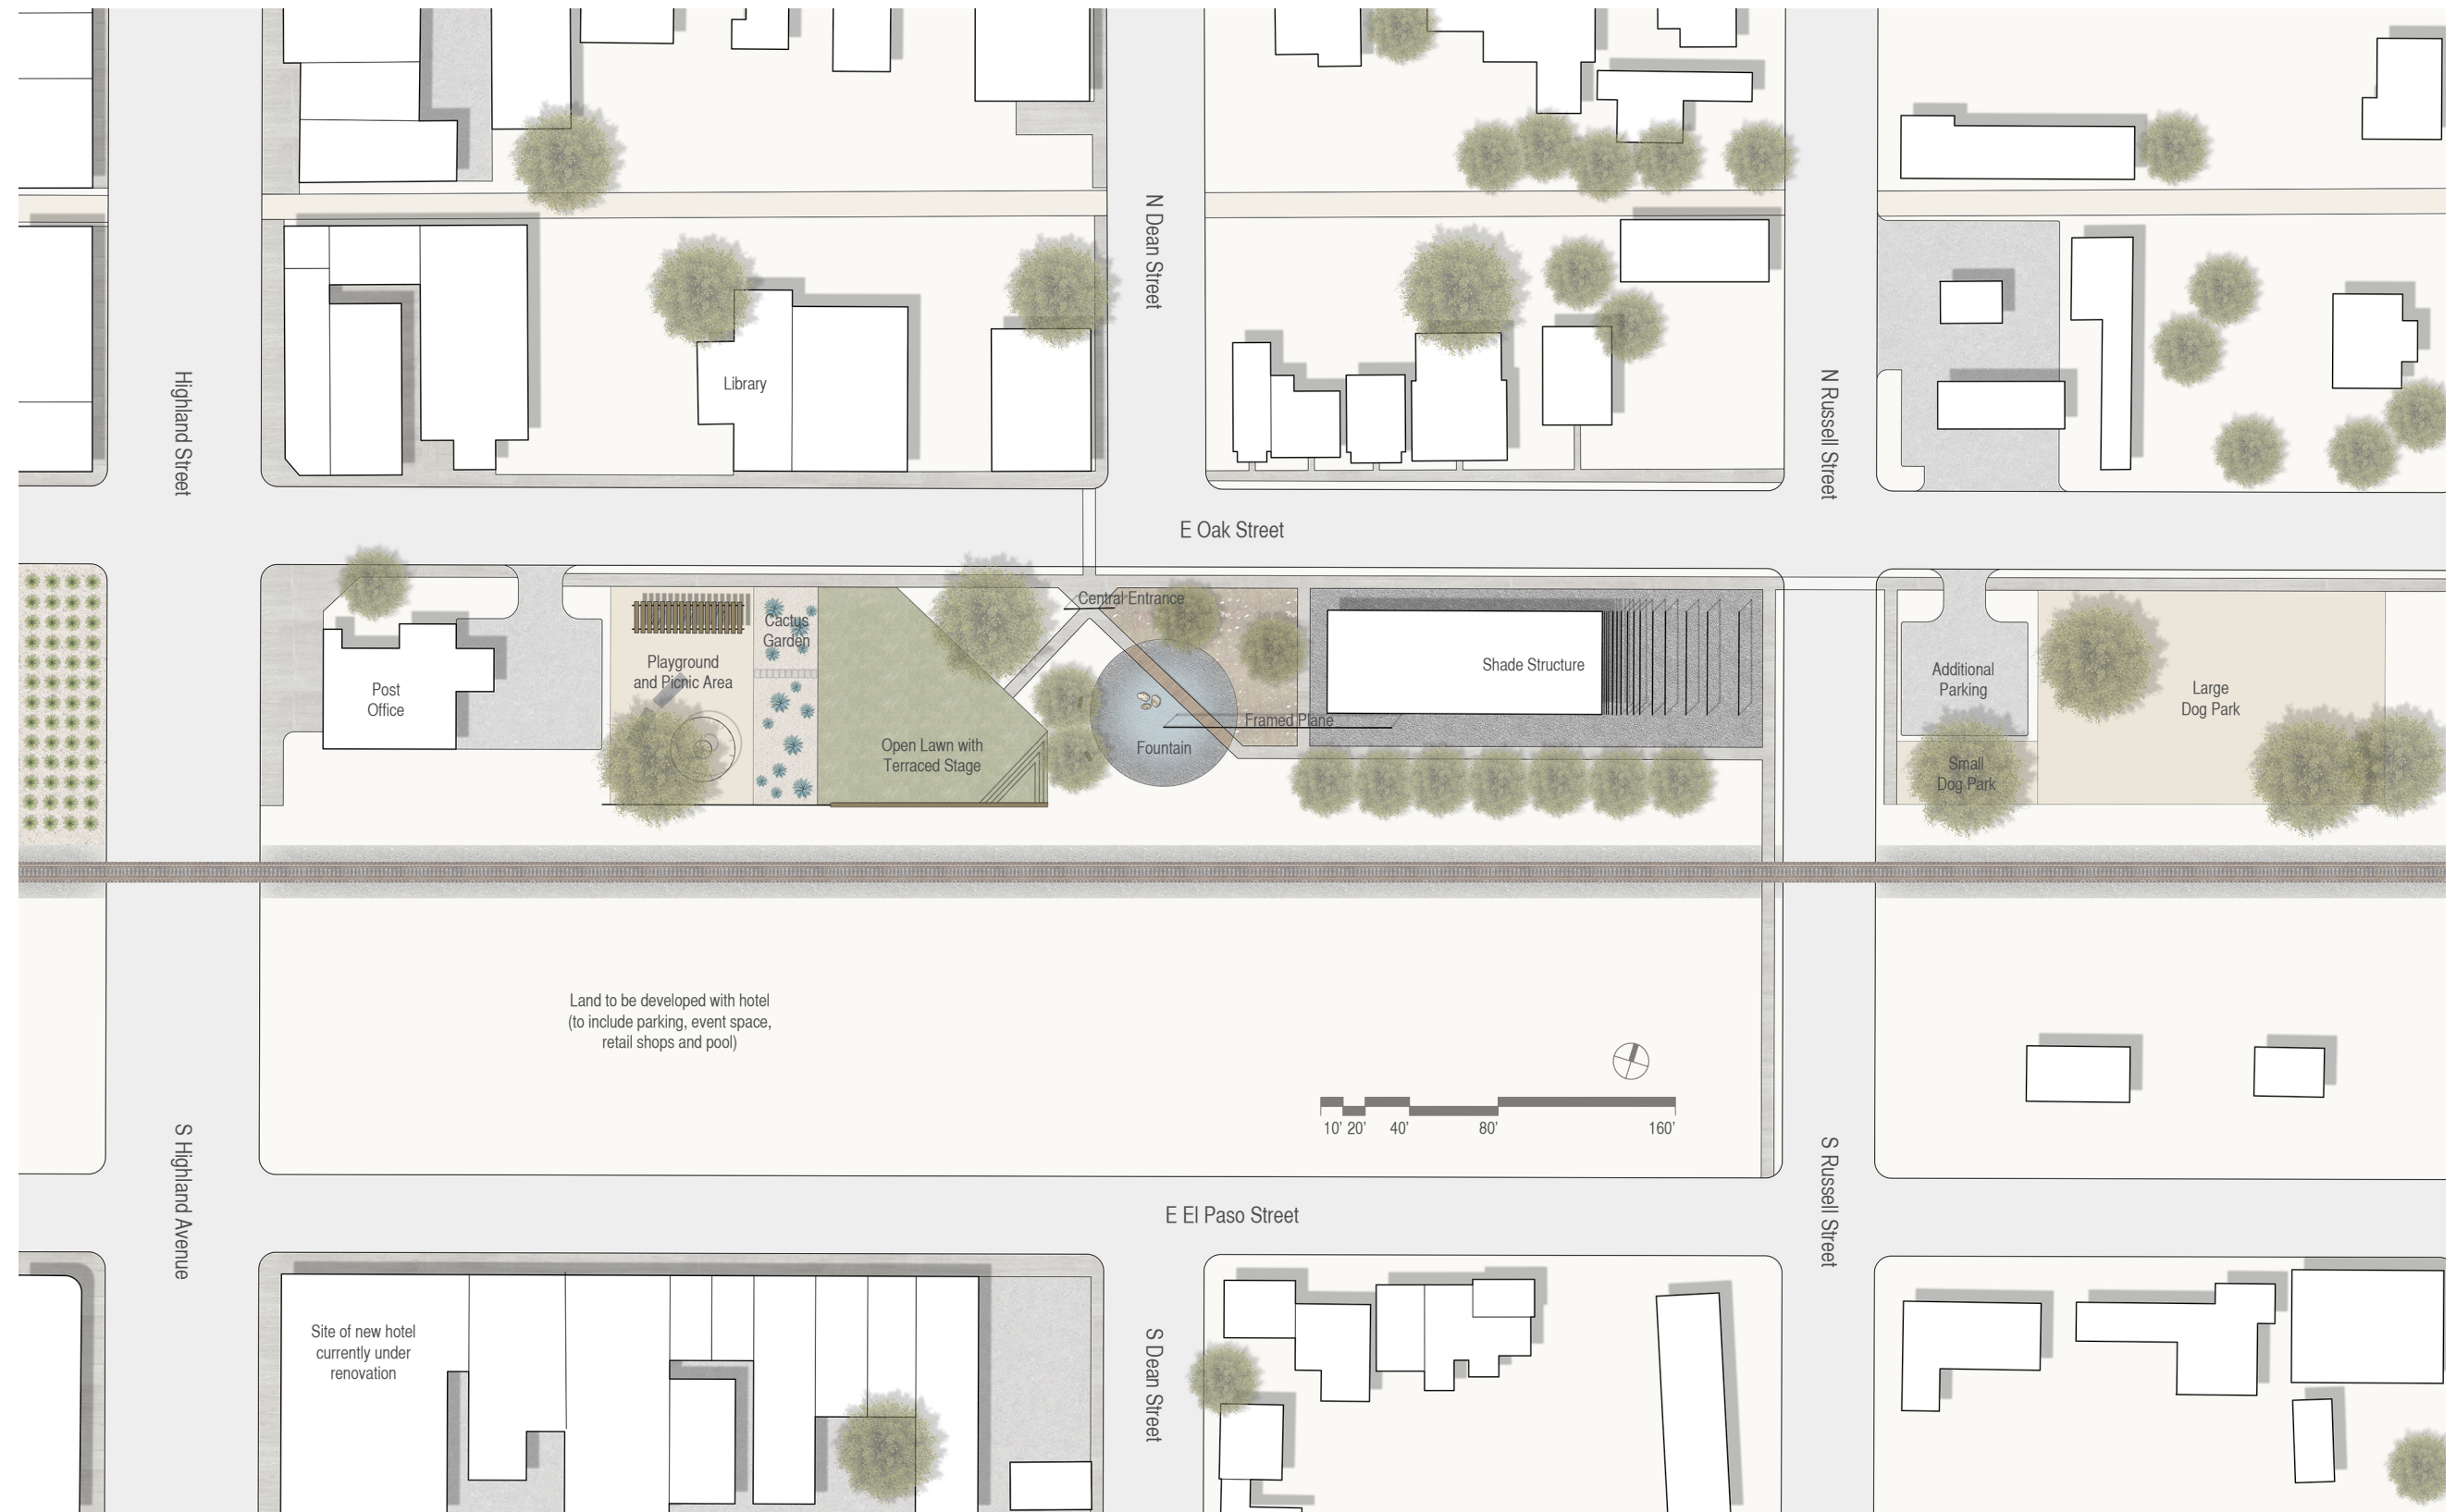 N Dean Street
Highland Street
Library
N Russell Street
E Oak Street
Central Entrance
Cactus
Garden
Playground
and Picnic Area
Post
Office
Shade Structure
Additional
Parking
Large
Dog Park
Framed Plane
Open Lawn with
Terraced Stage
Fountain
Small
Dog Park
Land to be developed with hotel
(to include parking, event space,
retail shops and pool)
10' 20' 40' 80' 160'
S Highland Avenue
S Russell Street
E El Paso Street
Site of new hotel
currently under
renovation
S Dean Street